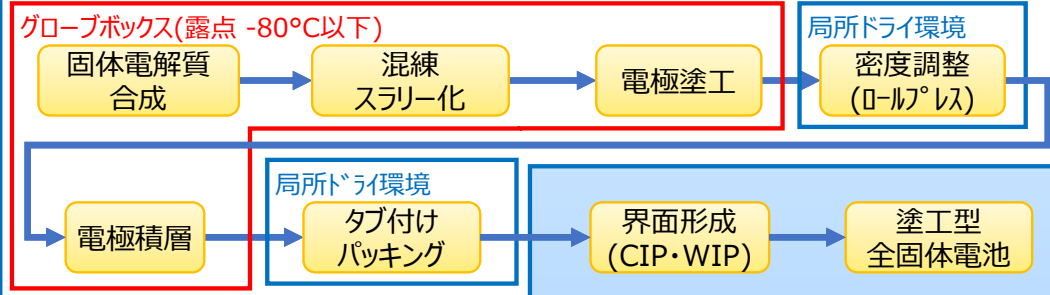 グローブボックス(露点 -80°C以下)
局所ドライ環境
固体電解質
合成
混練
スラリー化
電極塗工
密度調整
(ﾛｰﾙﾌﾟﾚｽ)
局所ﾄﾞﾗｲ環境
電極積層
タブ付け
パッキング
界面形成
(CIP・WIP)
塗工型
全固体電池